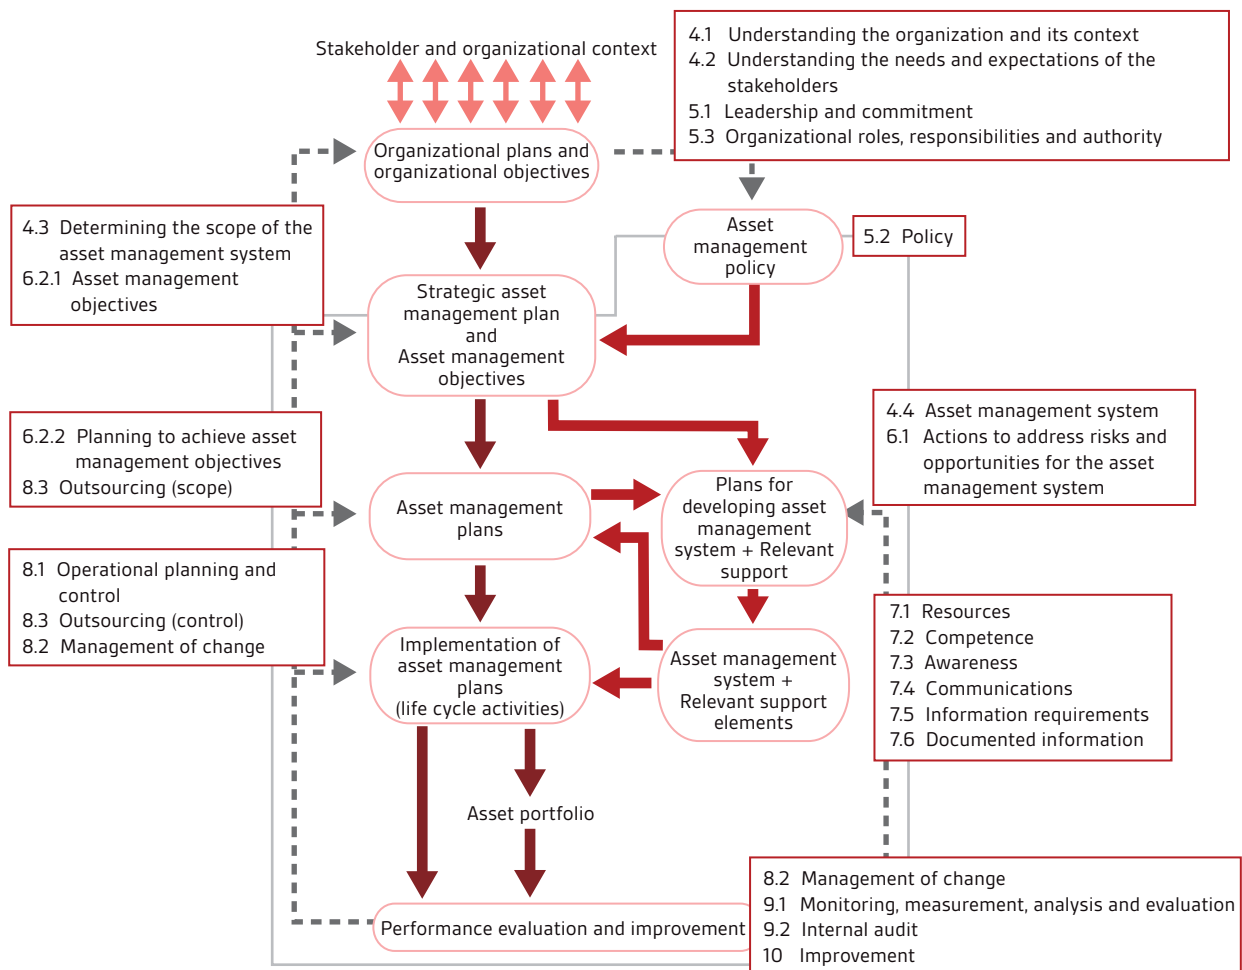 Stakeholder and organizational context
4.1 Understanding the organization and its context
4.2 Understanding the needs and expectations of the
stakeholders
5.1 Leadership and commitment
5.3 Organizational roles, responsibilities and authority
Organizational plans and
organizational objectives
4.3 Determining the scope of the
asset management system
6.2.1 Asset management
objectives
Asset
management
policy
5.2 Policy
Strategic asset
management plan
and
Asset management
objectives
6.2.2 Planning to achieve asset
management objectives
8.3 Outsourcing (scope)
4.4 Asset management system
6.1 Actions to address risks and
opportunities for the asset
management system
Asset management
plans
Plans for
developing asset
management
system + Relevant
support
8.1 Operational planning and
control
8.3 Outsourcing (control)
8.2 Management of change
7.1 Resources
7.2 Competence
7.3 Awareness
7.4 Communications
7.5 Information requirements
7.6 Documented information
Implementation of
asset management
plans
(life cycle activities)
Asset management
system +
Relevant support
elements
Asset portfolio
Performance evaluation and improvement
8.2 Management of change
9.1 Monitoring, measurement, analysis and evaluation
9.2 Internal audit
10 Improvement